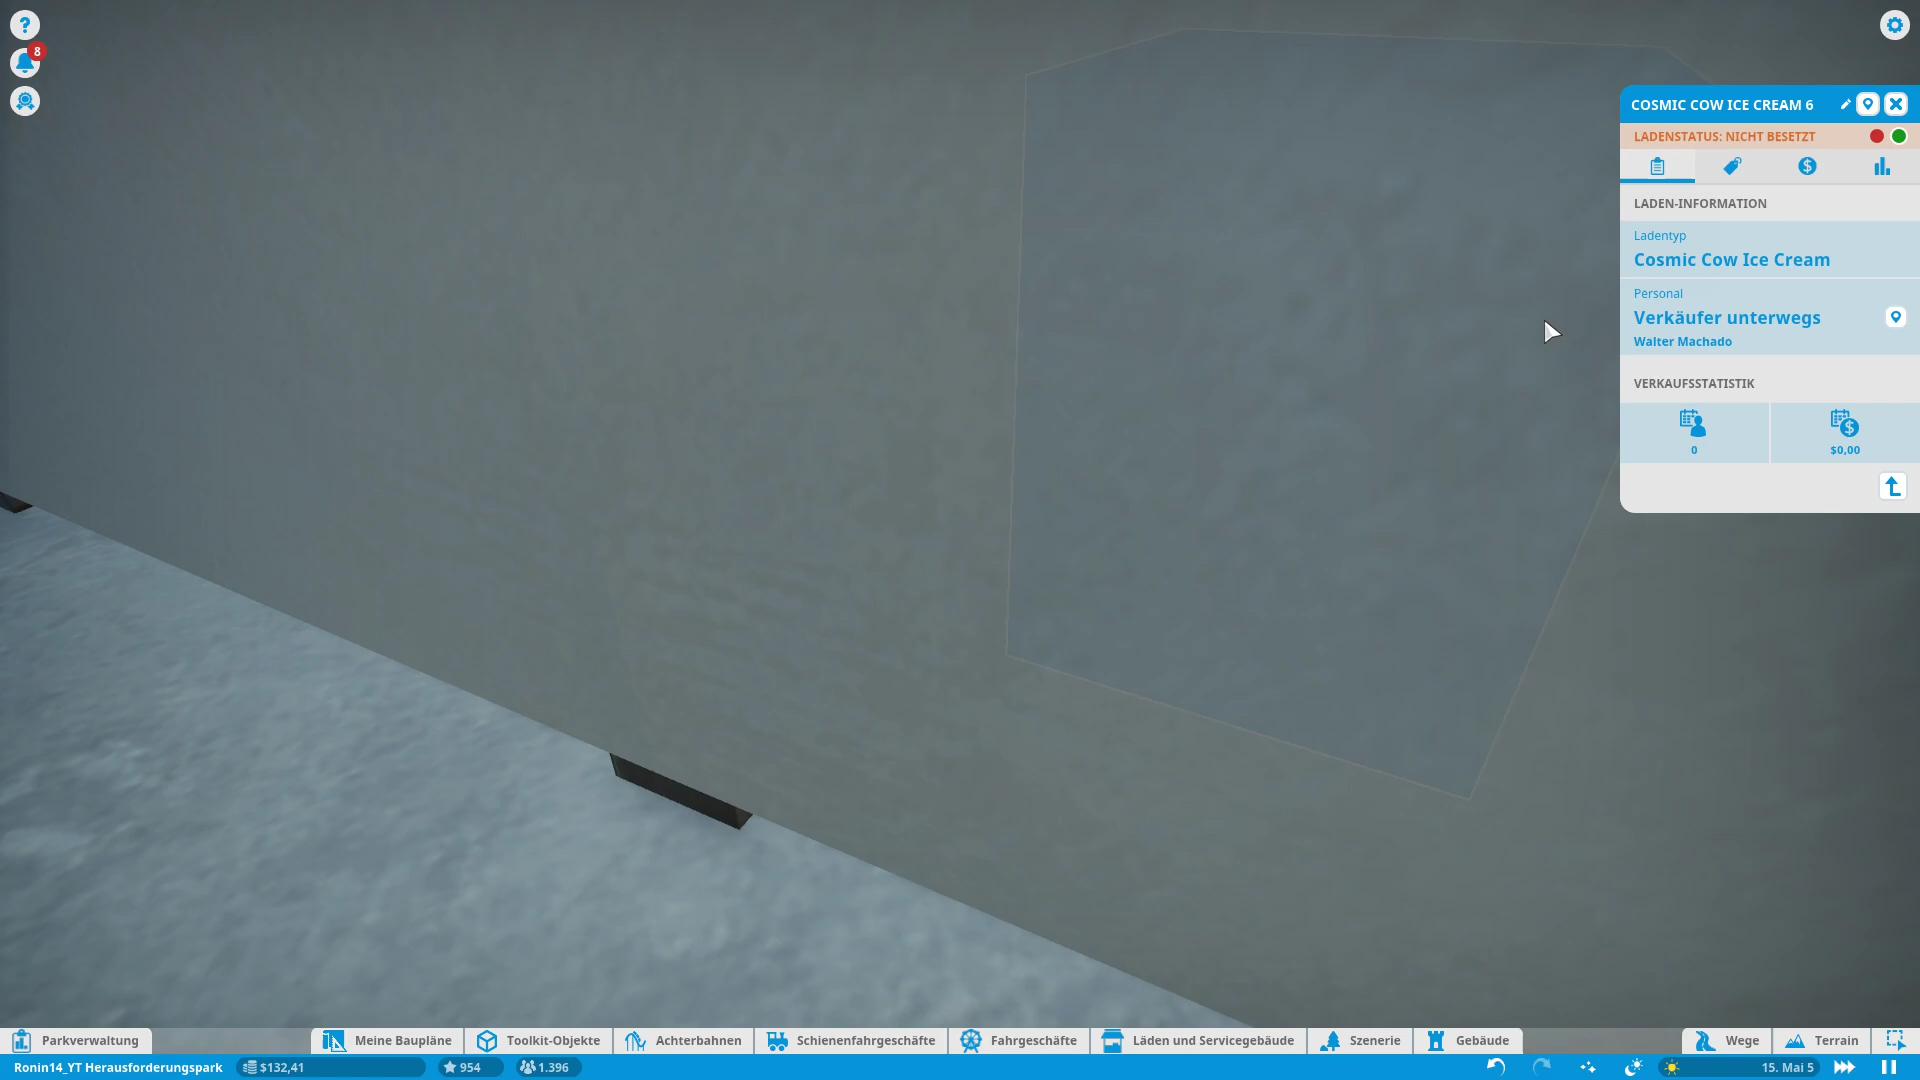 ?
8
COSMIC COW ICE CREAM 6
LADENSTATUS: NICHT BESETZT
LADEN-INFORMATION
Ladentyp
Cosmic Cow Ice Cream
Personal
Verkäufer unterwegs
Walter Machado
VERKAUFSSTATISTIK
0 $0,00
Parkverwaltung Meine Baupläne Toolkit-Objekte Achterbahnen Schienenfahrgeschäfte Fahrgeschäfte Läden und Servicegebäude Szenerie Gebäude Wege Terrain
Ronin14_YT Herausforderungspark $132,41 954 1.396 15. Mai 5